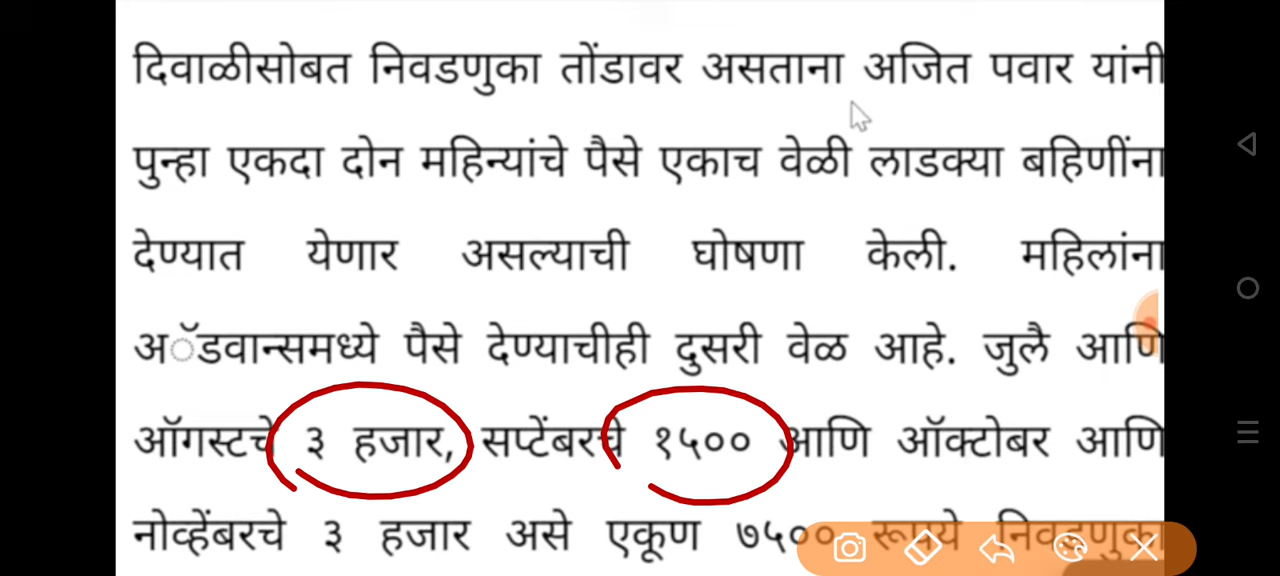 दिवाळीसोबत निवडणुका तोंडावर असताना अजित पवार यांनी
पुन्हा एकदा दोन महिन्यांचे पैसे एकाच वेळी लाडक्या बहिणींना
देण्यात येणार असल्याची घोषणा केली. महिलांना
अॅडवान्समध्ये पैसे देण्याचीही दुसरी वेळ आहे. जुलै आणि
ऑगस्टचे ३ हजार, सप्टेंबरचे १५०० आणि ऑक्टोबर आणि
नोव्हेंबरचे ३ हजार असे एकूण ७५०० रूपये निवडणुका